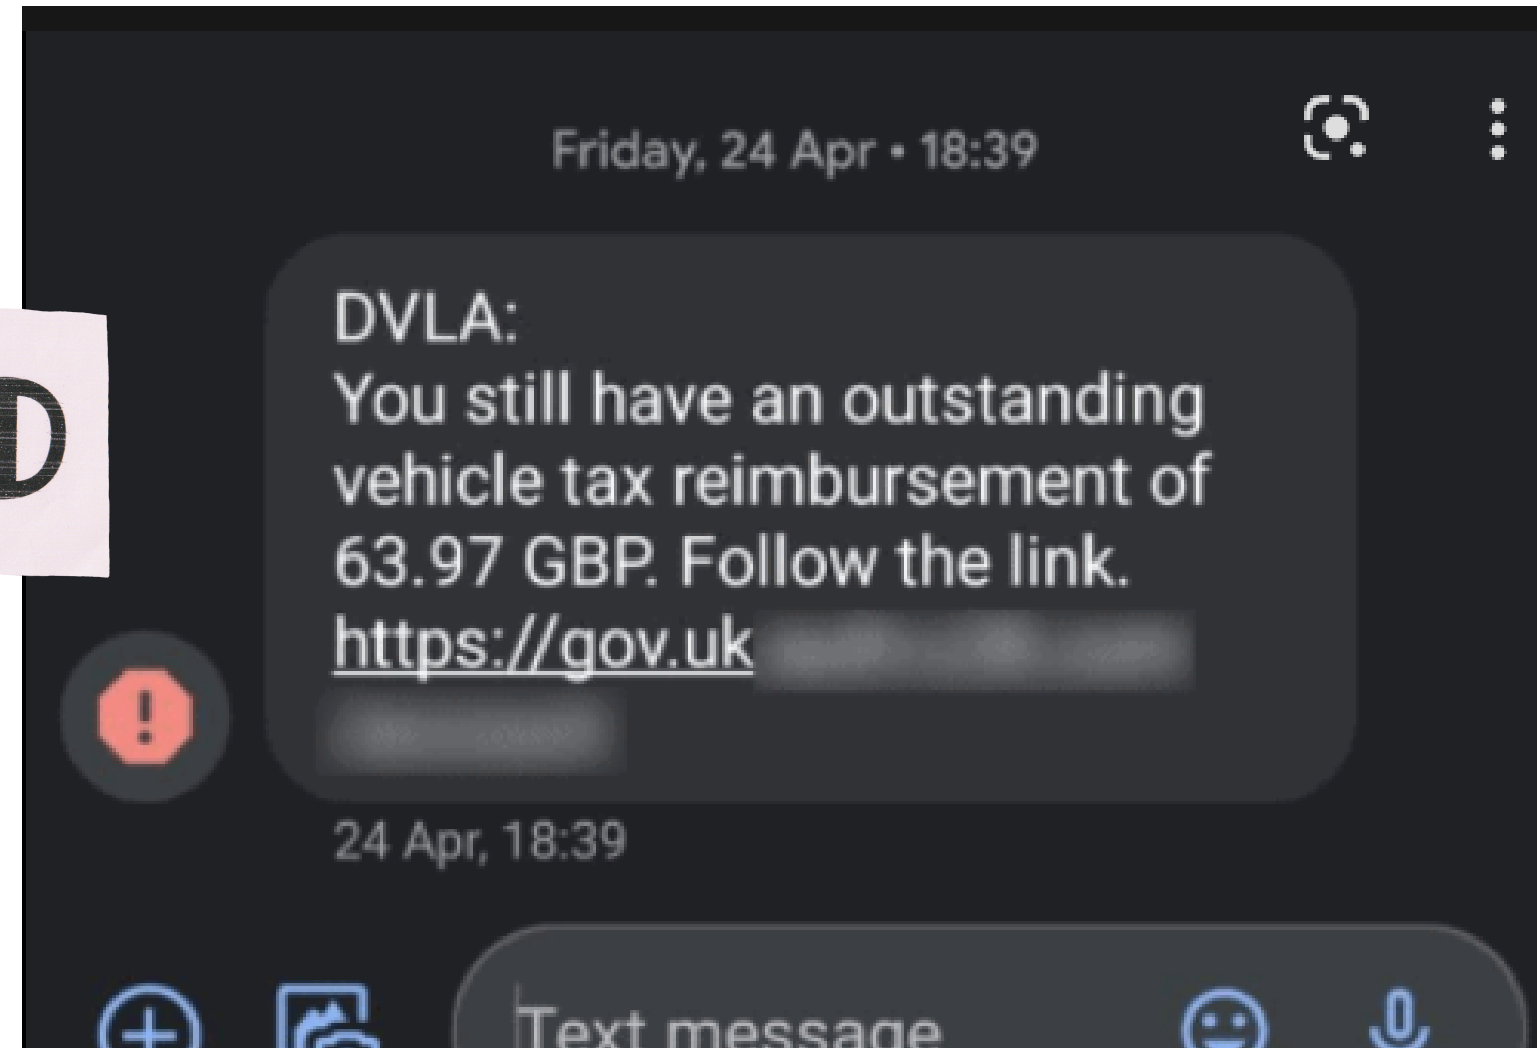 Friday, 24 Apr • 18:39
DVLA:
You still have an outstanding
vehicle tax reimbursement of
63.97 GBP. Follow the link.
https://gov.uk
24 Apr, 18:39
Text message